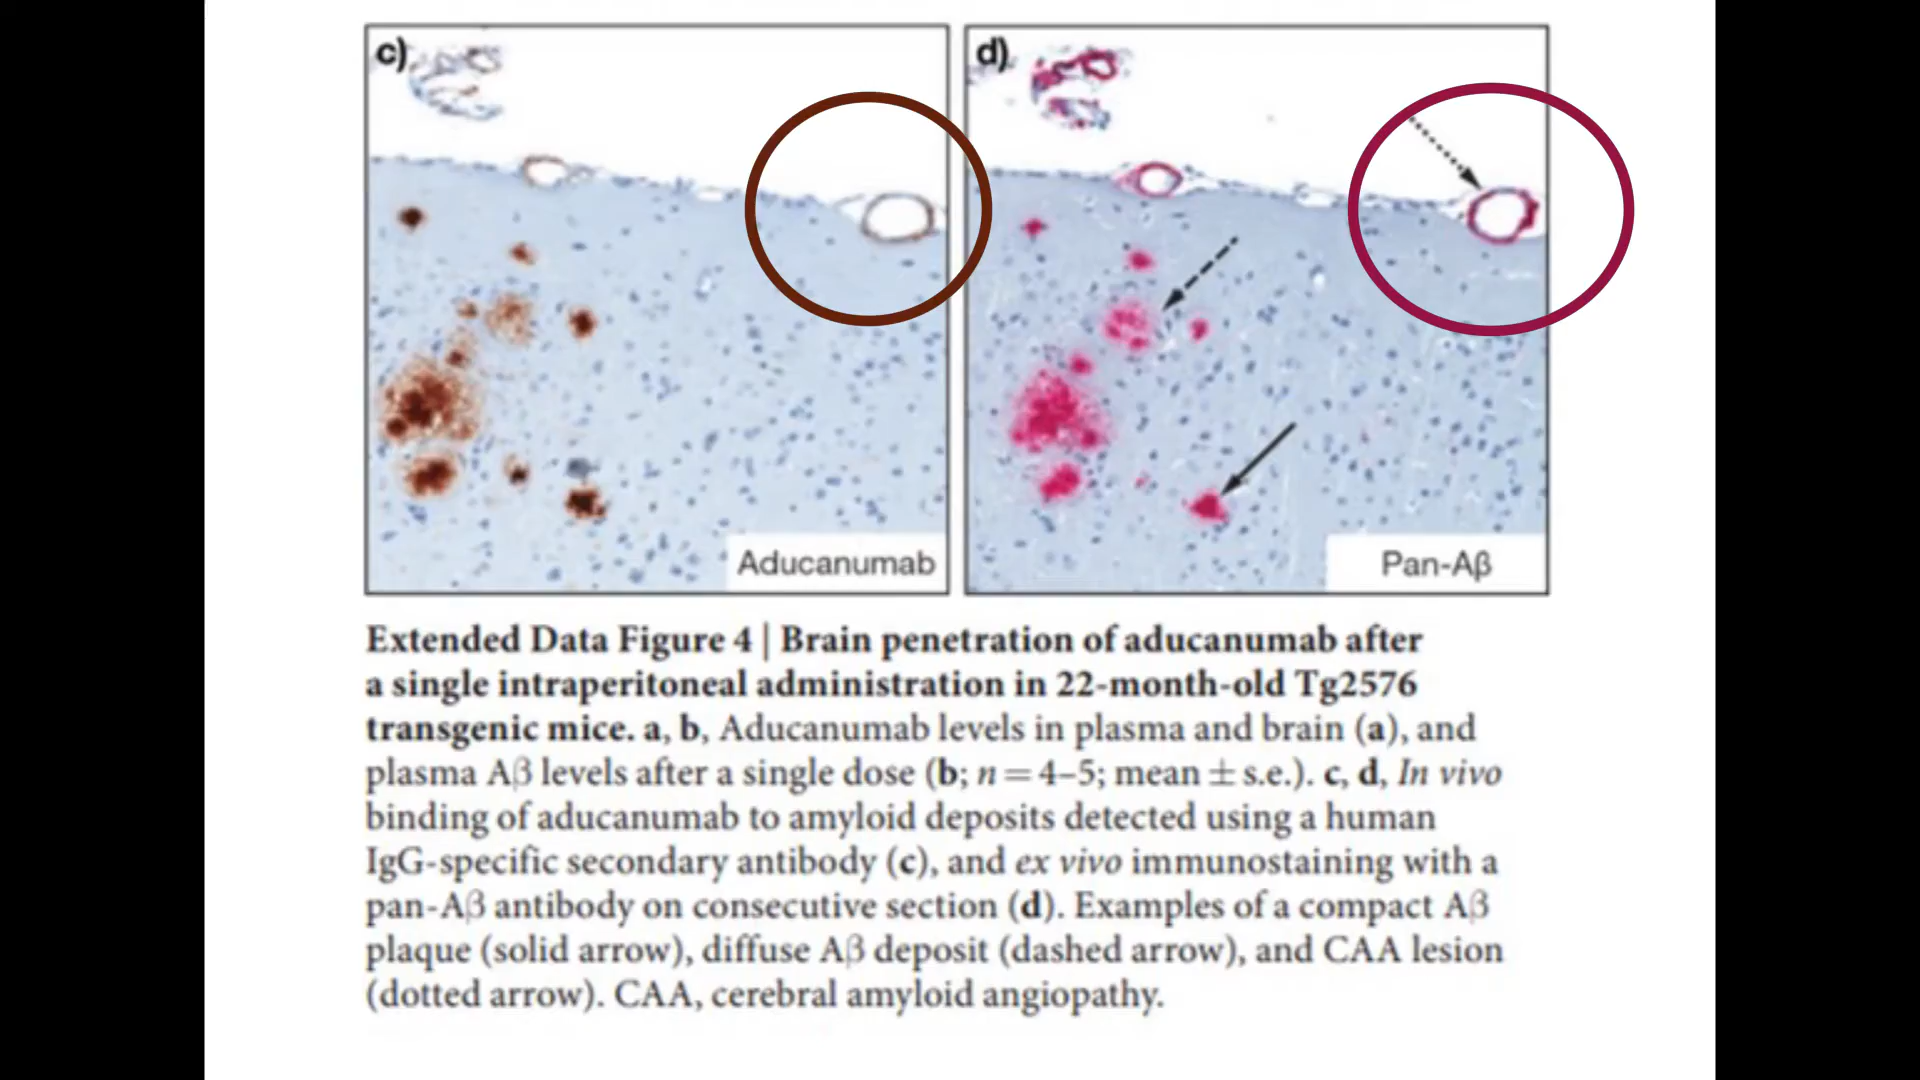 c)
d)
Aducanumab
Pan-Aβ
Extended Data Figure 4 | Brain penetration of aducanumab after
a single intraperitoneal administration in 22-month-old Tg2576
transgenic mice. a, b, Aducanumab levels in plasma and brain (a), and
plasma Aβ levels after a single dose (b; n = 4–5; mean ± s.e.). c, d, In vivo
binding of aducanumab to amyloid deposits detected using a human
IgG-specific secondary antibody (c), and ex vivo immunostaining with a
pan-Aβ antibody on consecutive section (d). Examples of a compact Aβ
plaque (solid arrow), diffuse Aβ deposit (dashed arrow), and CAA lesion
(dotted arrow). CAA, cerebral amyloid angiopathy.